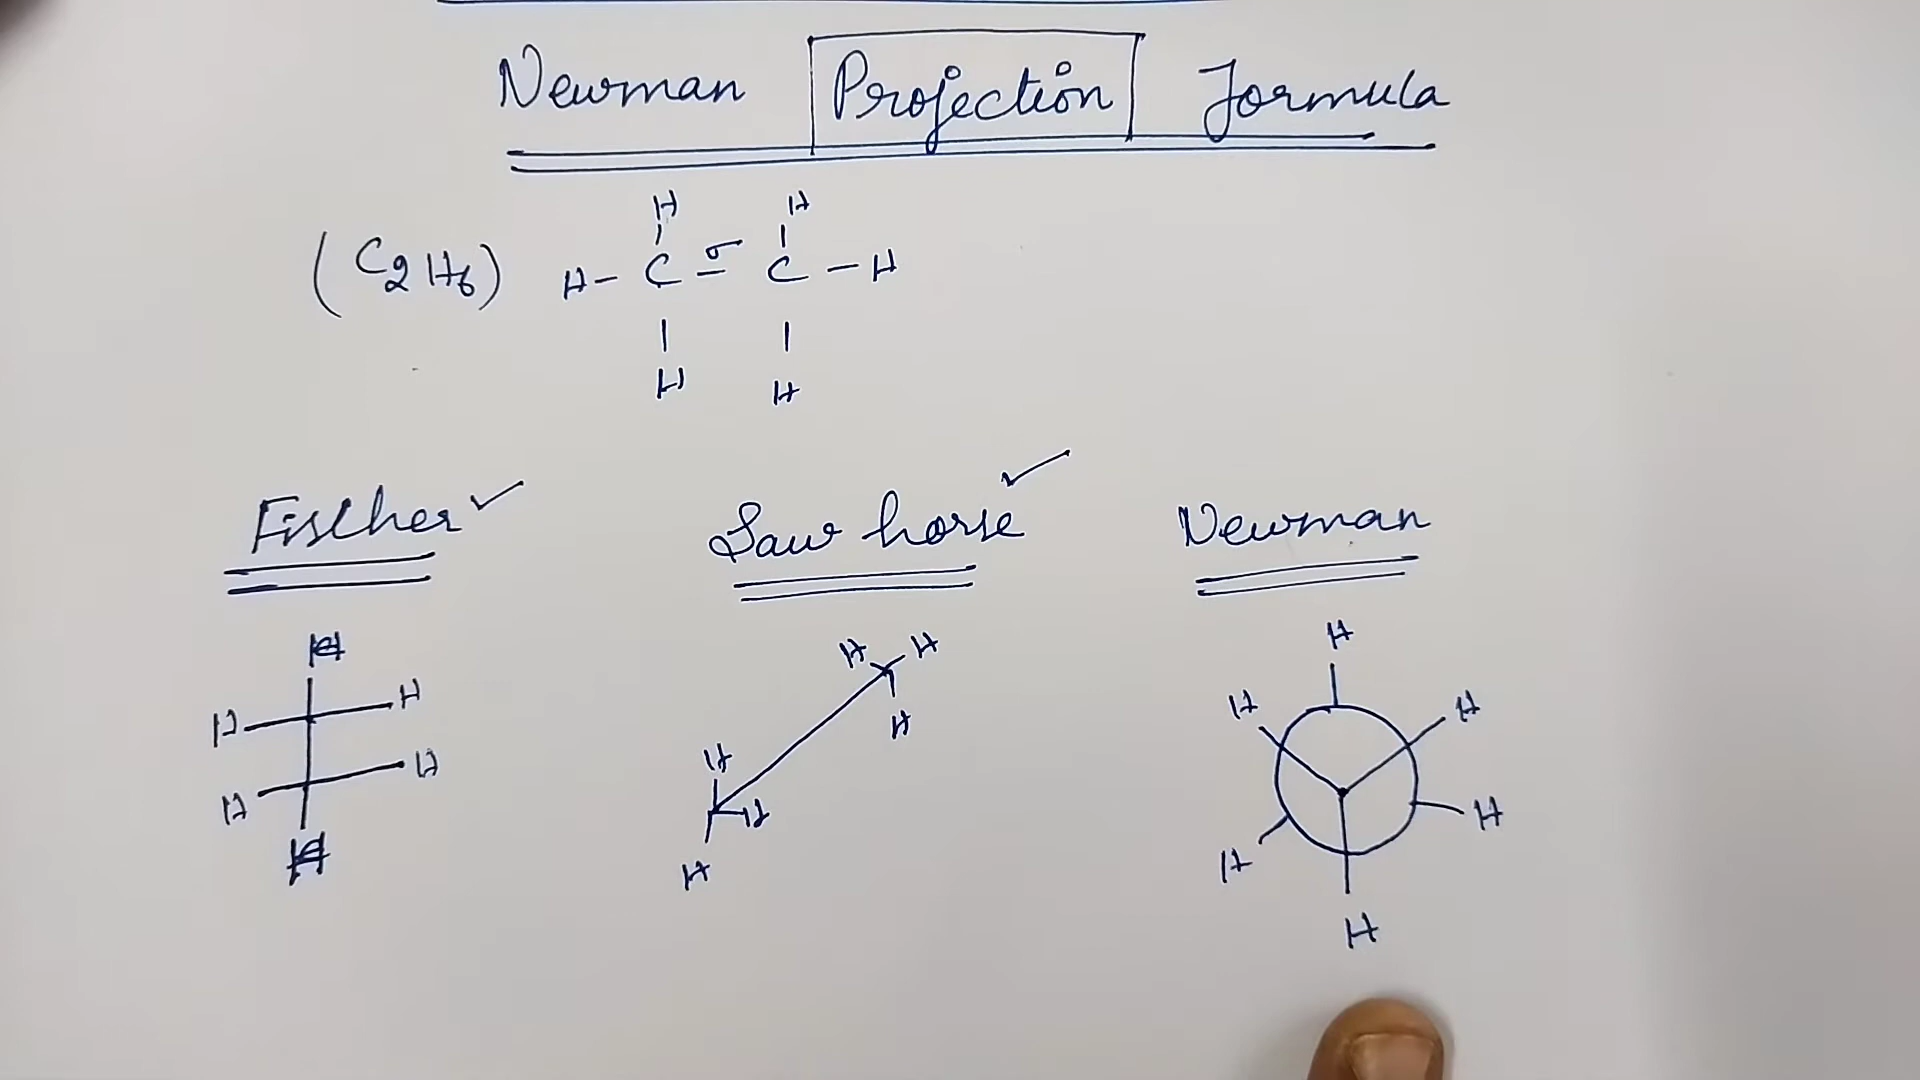 Newman Projection Formula
H H
(C2H6) H - C σ- C - H
H H
Fischer ✓ Saw horse ✓ Newman
H H H H
H H H H H
H H H H H
H H H H
H